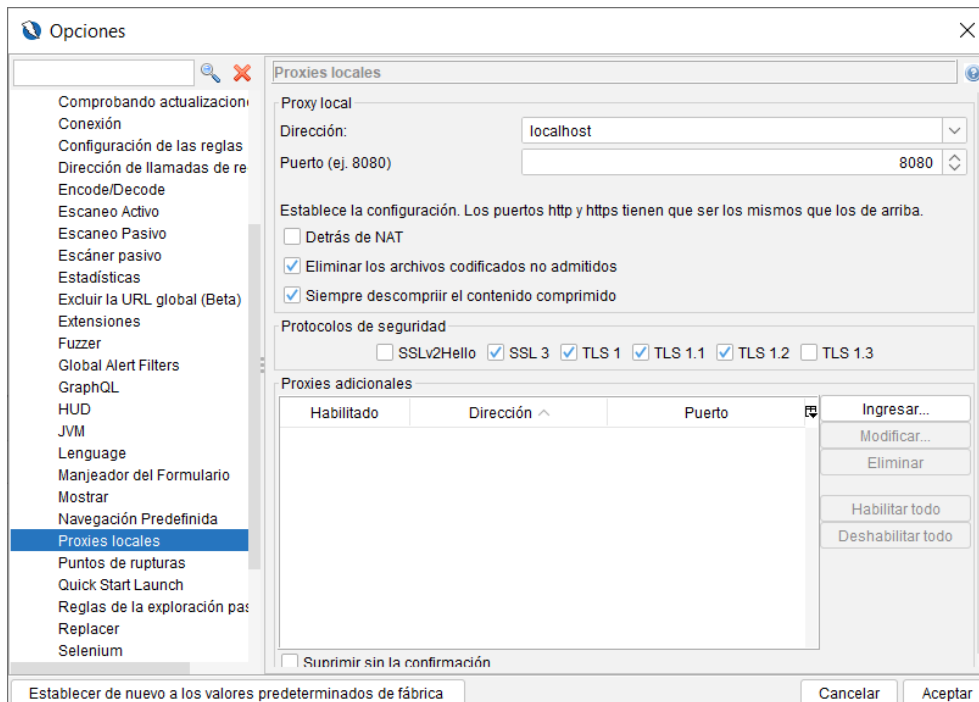 Opciones
Proxies locales
Comprobando actualizacion
Conexión
Configuración de las reglas
Dirección de llamadas de re
Encode/Decode
Escaneo Activo
Escaneo Pasivo
Escáner pasivo
Estadísticas
Excluir la URL global (Beta)
Extensiones
Fuzzer
Global Alert Filters
GraphQL
HUD
JVM
Lenguage
Manjeador del Formulario
Mostrar
Navegación Predefinida
Proxies locales
Puntos de rupturas
Quick Start Launch
Reglas de la exploración pas
Replacer
Selenium
Proxy local
Dirección: localhost
Puerto (ej. 8080) 8080
Establece la configuración. Los puertos http y https tienen que ser los mismos que los de arriba.
Detrás de NAT
Eliminar los archivos codificados no admitidos
Siempre descompriir el contenido comprimido
Protocolos de seguridad
SSLv2Hello SSL 3 TLS 1 TLS 1.1 TLS 1.2 TLS 1.3
Proxies adicionales
Habilitado Dirección Puerto
Ingresar...
Modificar...
Eliminar
Habilitar todo
Deshabilitar todo
Suprimir sin la confirmación
Establecer de nuevo a los valores predeterminados de fábrica
Cancelar Aceptar